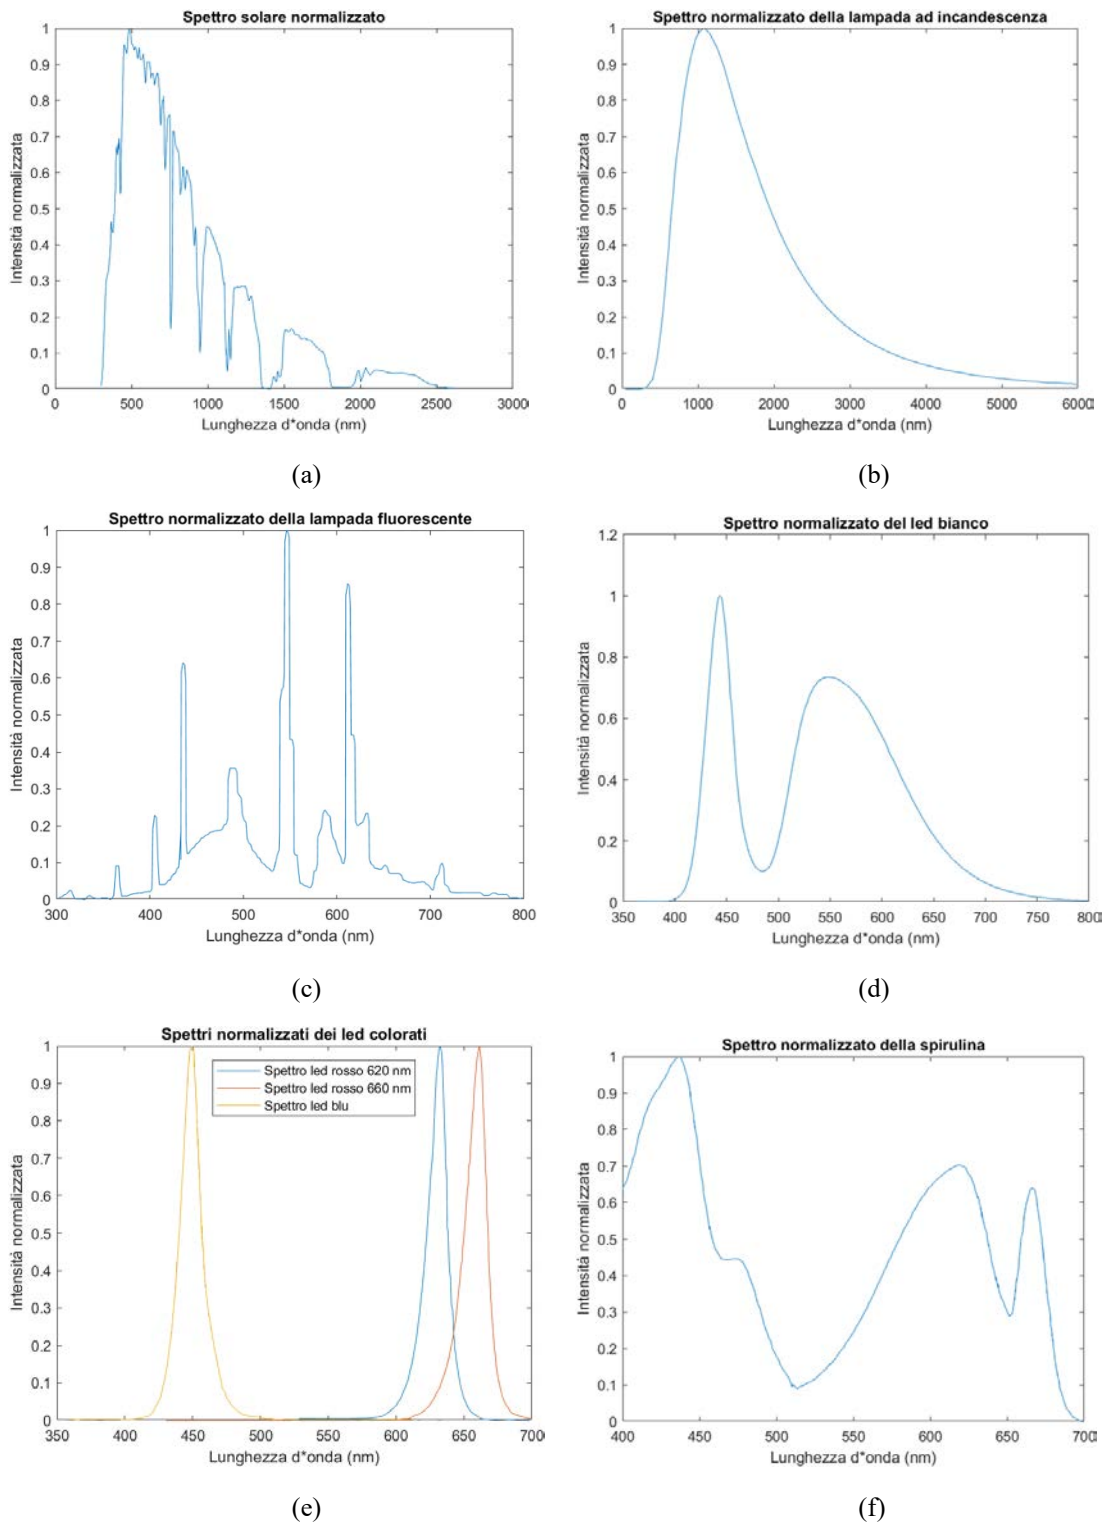 Spettro solare normalizzato
1
0.9
0.8
0.7
0.6
0.5
0.4
0.3
0.2
0.1
0
Intensitá normalizzata
0 500 1000 1500 2000 2500 3000
Lunghezza d*onda (nm)
(a)
Spettro normalizzato della lampada ad incandescenza
1
0.9
0.8
0.7
0.6
0.5
0.4
0.3
0.2
0.1
0
Intensitá normalizzata
0 1000 2000 3000 4000 5000 6000
Lunghezza d*onda (nm)
(b)
Spettro normalizzato della lampada fluorescente
1
0.9
0.8
0.7
0.6
0.5
0.4
0.3
0.2
0.1
0
Intensitá normalizzata
300 400 500 600 700 800
Lunghezza d*onda (nm)
(c)
Spettro normalizzato del led bianco
1.2
1
0.8
0.6
0.4
0.2
0
Intensitá normalizzata
350 400 450 500 550 600 650 700 750 800
Lunghezza d*onda (nm)
(d)
Spettri normalizzati dei led colorati
1
0.9
0.8
0.7
0.6
0.5
0.4
0.3
0.2
0.1
0
Intensitá normalizzata
Spettro led rosso 620 nm
Spettro led rosso 660 nm
Spettro led blu
350 400 450 500 550 600 650 700
Lunghezza d*onda (nm)
(e)
Spettro normalizzato della spirulina
1
0.9
0.8
0.7
0.6
0.5
0.4
0.3
0.2
0.1
0
Intensitá normalizzata
400 450 500 550 600 650 700
Lunghezza d*onda (nm)
(f)